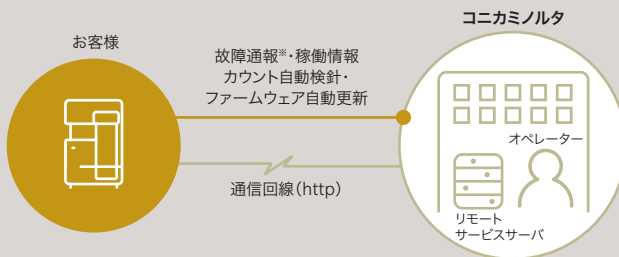 お客様
故障通報※・稼働情報
カウント自動検針・
ファームウェア自動更新
通信回線（http）
コニカミノルタ
オペレーター
リモート
サービスサーバ